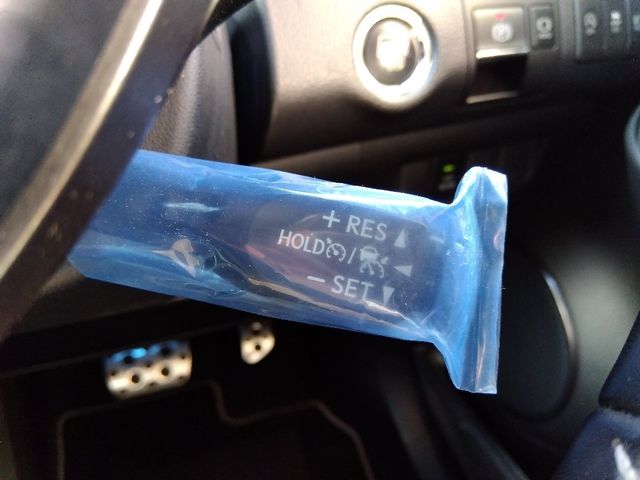 + RES
HOLD /
- SET